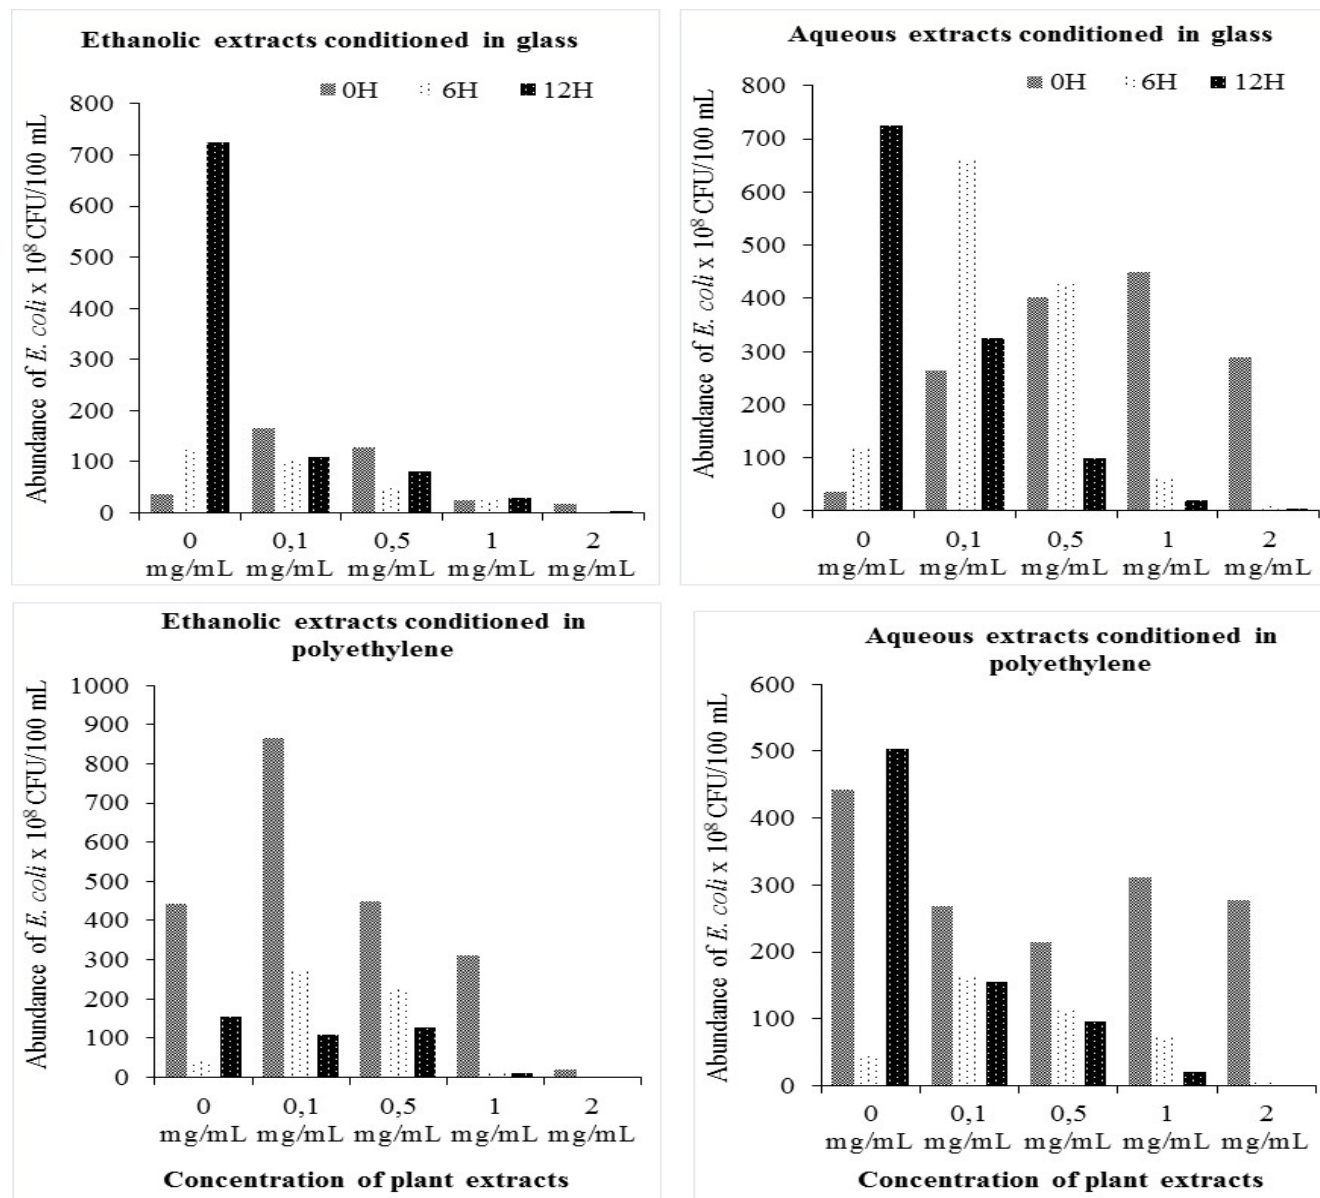 Ethanolic extracts conditioned in glass
0H 6H 12H
Abundance of E. coli x 10⁸ CFU/100 mL
800
700
600
500
400
300
200
100
0
0 0,1 0,5 1 2
mg/mL mg/mL mg/mL mg/mL mg/mL
Aqueous extracts conditioned in glass
0H 6H 12H
Abundance of E. coli x 10⁸ CFU/100 mL
800
700
600
500
400
300
200
100
0
0 0,1 0,5 1 2
mg/mL mg/mL mg/mL mg/mL mg/mL
Ethanolic extracts conditioned in
polyethylene
Abundance of E. coli x 10⁸ CFU/100 mL
1000
900
800
700
600
500
400
300
200
100
0
0 0,1 0,5 1 2
mg/mL mg/mL mg/mL mg/mL mg/mL
Concentration of plant extracts
Aqueous extracts conditioned in
polyethylene
Abundance of E. coli x 10⁸ CFU/100 mL
600
500
400
300
200
100
0
0 0,1 0,5 1 2
mg/mL mg/mL mg/mL mg/mL mg/mL
Concentration of plant extracts